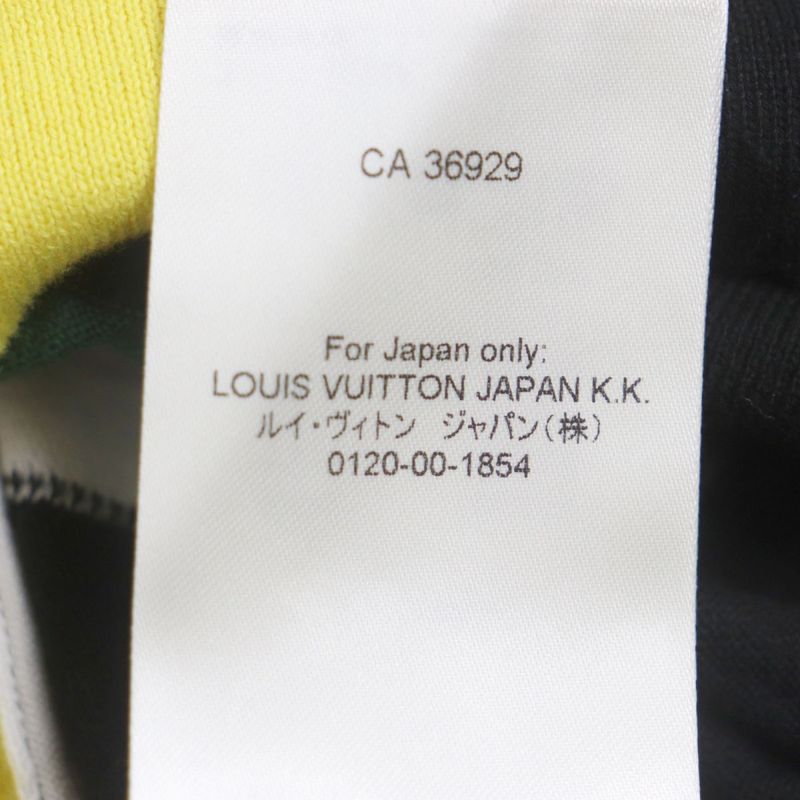 CA 36929
For Japan only:
LOUIS VUITTON JAPAN K.K.
ルイ・ヴィトン ジャパン(株)
0120-00-1854